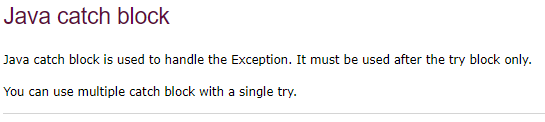 Java catch block
Java catch block is used to handle the Exception. It must be used after the try block only.
You can use multiple catch block with a single try.